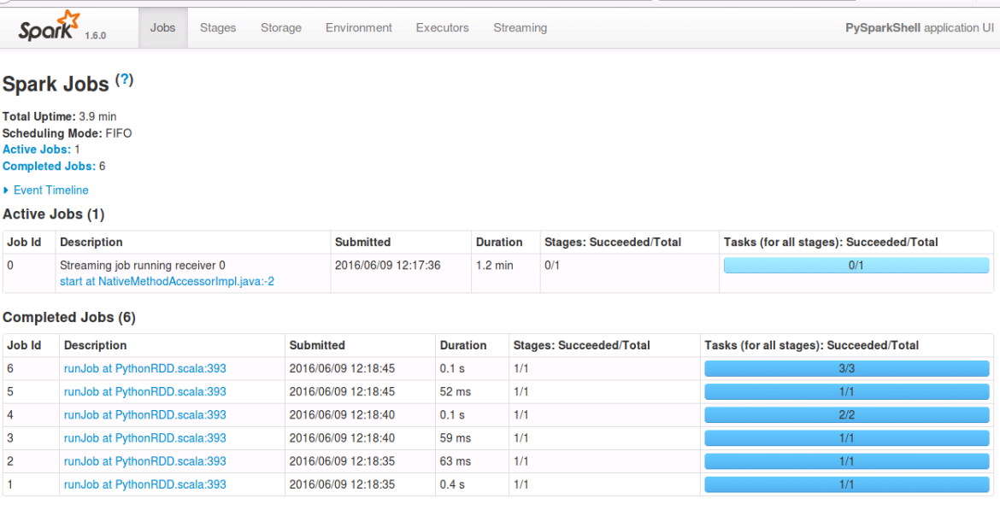 Spark 1.6.0 Jobs Stages Storage Environment Executors Streaming PySparkShell application UI
Spark Jobs (?)
Total Uptime: 3.9 min
Scheduling Mode: FIFO
Active Jobs: 1
Completed Jobs: 6
Event Timeline
Active Jobs (1)
Job Id Description Submitted Duration Stages: Succeeded/Total Tasks (for all stages): Succeeded/Total
0 Streaming job running receiver 0 2016/06/09 12:17:36 1.2 min 0/1 0/1
start at NativeMethodAccessorImpl.java:-2
Completed Jobs (6)
Job Id Description Submitted Duration Stages: Succeeded/Total Tasks (for all stages): Succeeded/Total
6 runJob at PythonRDD.scala:393 2016/06/09 12:18:45 0.1 s 1/1 3/3
5 runJob at PythonRDD.scala:393 2016/06/09 12:18:45 52 ms 1/1 1/1
4 runJob at PythonRDD.scala:393 2016/06/09 12:18:40 0.1 s 1/1 2/2
3 runJob at PythonRDD.scala:393 2016/06/09 12:18:40 59 ms 1/1 1/1
2 runJob at PythonRDD.scala:393 2016/06/09 12:18:35 63 ms 1/1 1/1
1 runJob at PythonRDD.scala:393 2016/06/09 12:18:35 0.4 s 1/1 1/1